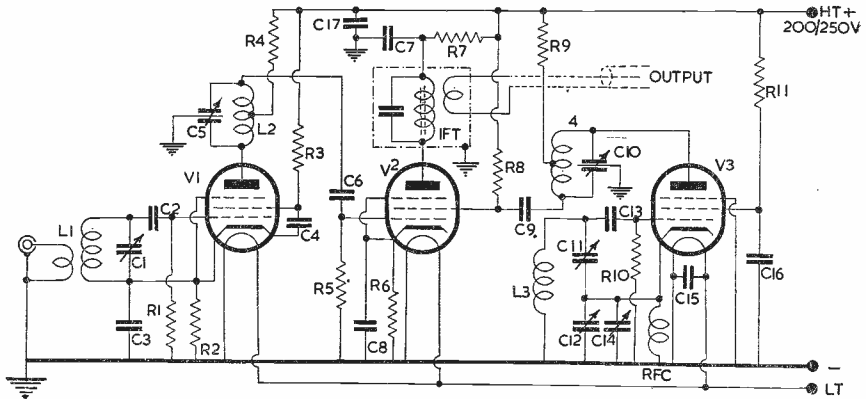 HT+
200/250V
C17
R4
C7
R7
R9
R11
OUTPUT
C5
L2
IFT
4
C10
R3
V1
V2
R8
V3
C6
C2
C4
C9
C13
L1
C1
C11
R10
C16
C15
L3
R1
R5
R6
C3
R2
C8
C12
C14
RFC
−
LT